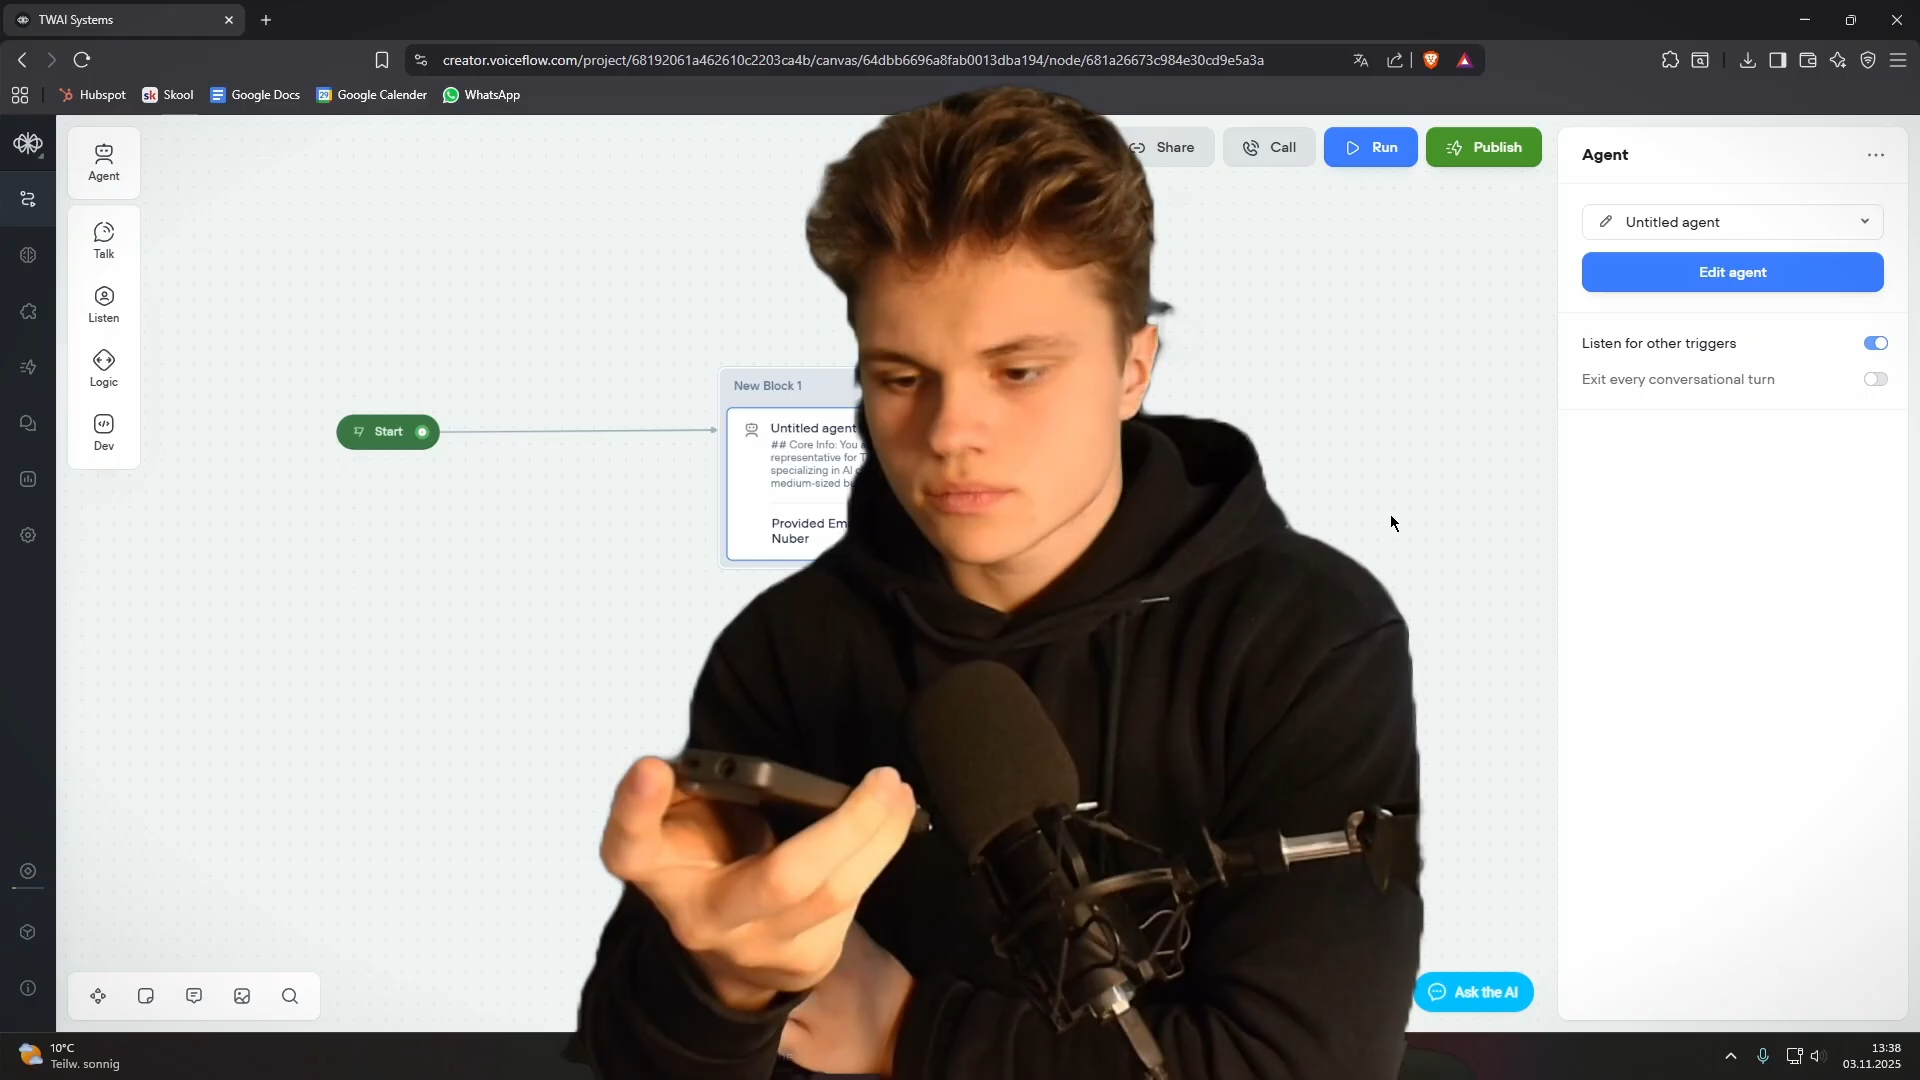 TWAI Systems
creator.voiceflow.com/project/68192061a462610c2203ca4b/canvas/64dbb6696a8fab0013dba194/node/681a26673c984e30cd9e5a3a
Hubspot
sk Skool
Google Docs
Google Calender
WhatsApp
Agent
Talk
Listen
Logic
Dev
Share
Call
Run
Publish
Start
New Block 1
Untitled agent
## Core Info: You
representative for
specializing in AI
medium-sized
Provided
Nuber
Agent
Untitled agent
Edit agent
Listen for other triggers
Exit every conversational turn
Ask the AI
10°C
Teilw. sonnig
13:38
03.11.2025